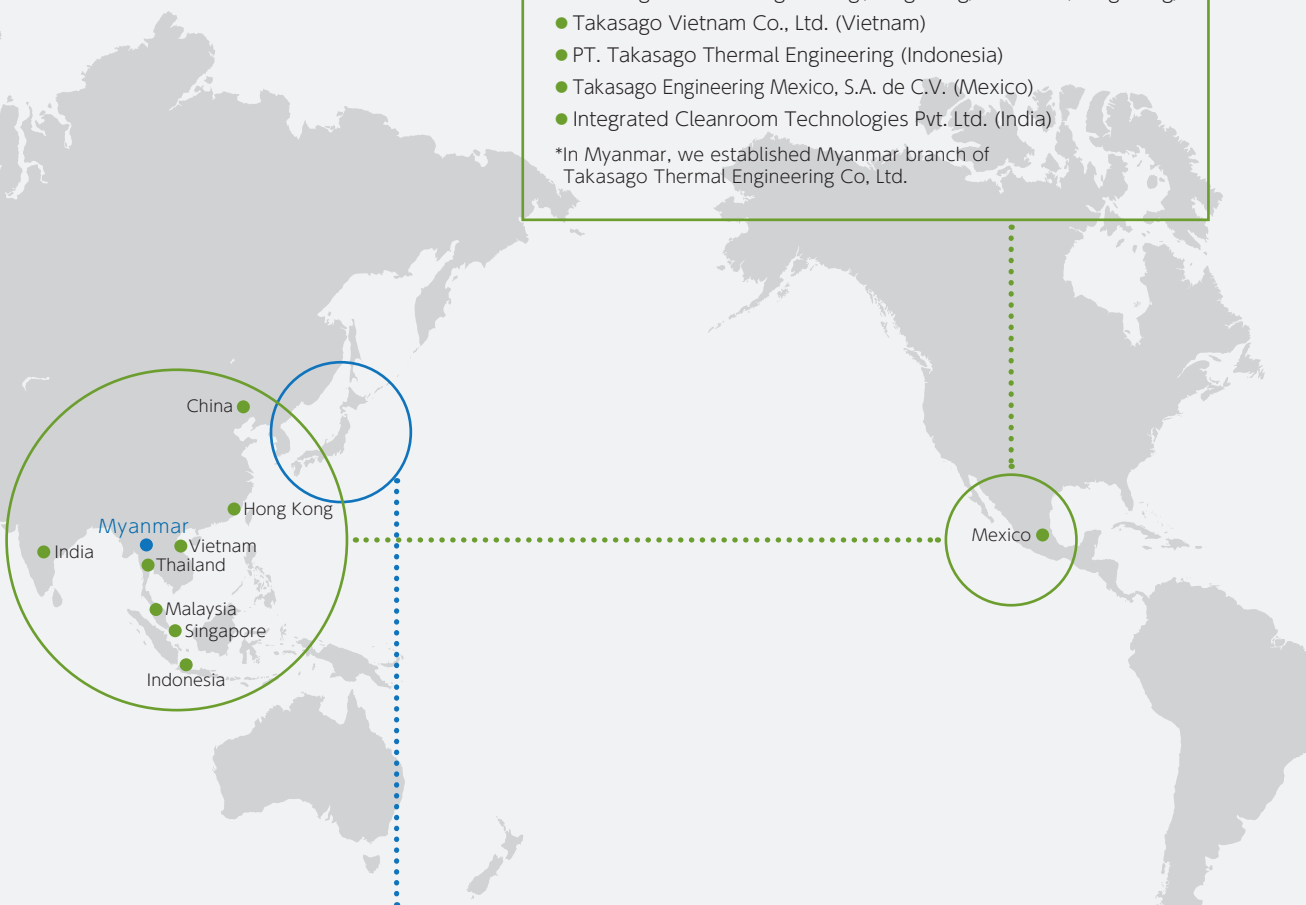 ● Takasago Vietnam Co., Ltd. (Vietnam)
● PT. Takasago Thermal Engineering (Indonesia)
● Takasago Engineering Mexico, S.A. de C.V. (Mexico)
● Integrated Cleanroom Technologies Pvt. Ltd. (India)
*In Myanmar, we established Myanmar branch of
Takasago Thermal Engineering Co, Ltd.
China
Hong Kong
Myanmar
India
Vietnam
Thailand
Malaysia
Singapore
Indonesia
Mexico